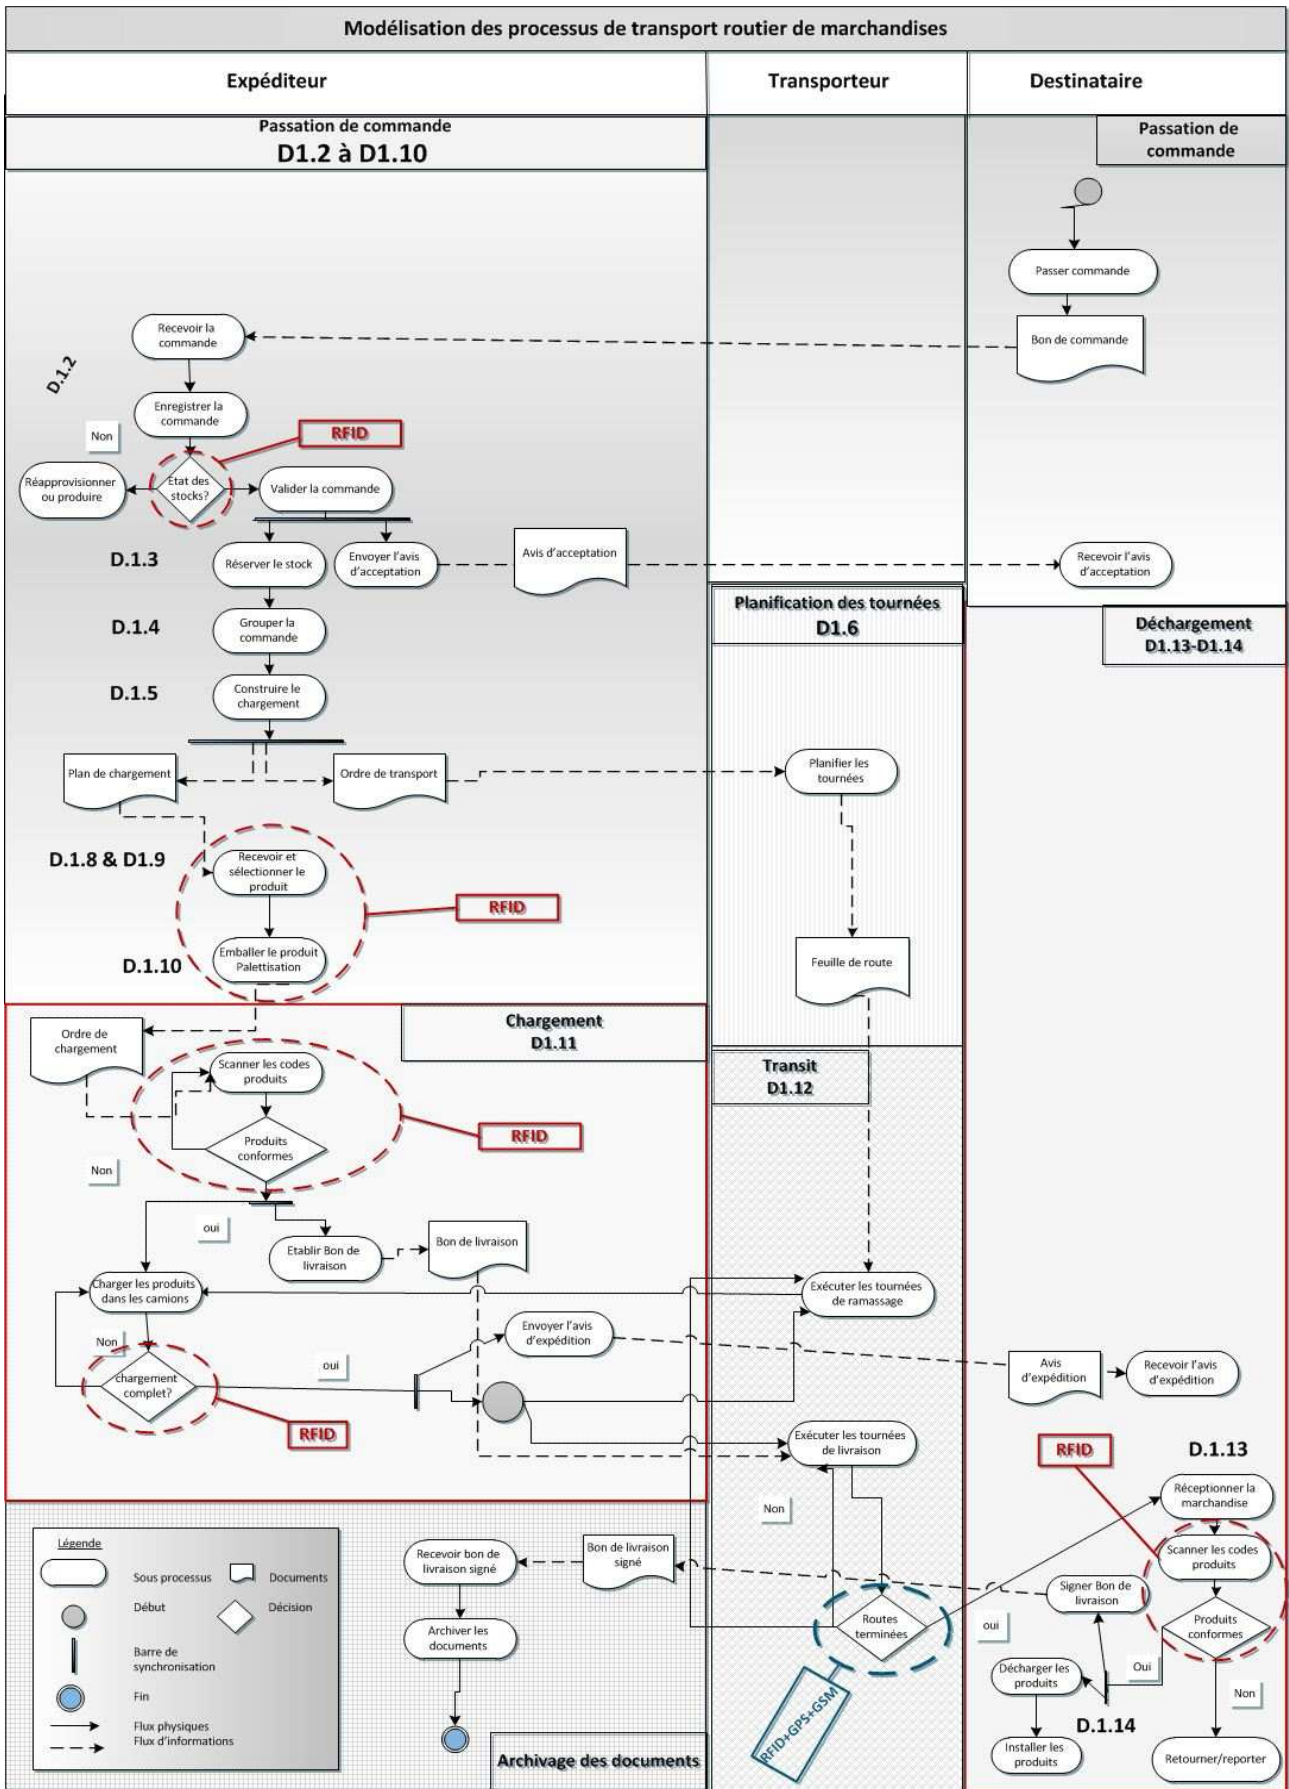 Modélisation des processus de transport routier de marchandises
Expéditeur
Transporteur
Destinataire
Passation de commande
D1.2 à D1.10
Passation de
commande
Passer commande
Recevoir la
commande
Bon de commande
D.1.2
Enregistrer la
commande
Non
RFID
Réapprovisionner
ou produire
Etat des
stocks?
Valider la commande
D.1.3
Réserver le stock
Envoyer l'avis
d'acceptation
Avis d'acceptation
Recevoir l'avis
d'acceptation
Planification des tournées
D1.6
D.1.4
Grouper la
commande
Déchargement
D1.13-D1.14
D.1.5
Construire le
chargement
Plan de chargement
Ordre de transport
Planifier les
tournées
D.1.8 & D1.9
Recevoir et
sélectionner le
produit
RFID
D.1.10
Emballer le produit
Palettisation
Feuille de route
Chargement
D1.11
Ordre de
chargement
Scanner les codes
produits
Transit
D1.12
RFID
Produits
conformes
Non
oui
Etablir Bon de
livraison
Bon de livraison
Charger les produits
dans les camions
Exécuter les tournées
de ramassage
Envoyer l'avis
d'expédition
Non
oui
Avis
d'expédition
Recevoir l'avis
d'expédition
chargement
complet?
RFID
Exécuter les tournées
de livraison
RFID
D.1.13
Réceptionner la
marchandise
Non
Légende
Sous processus
Documents
Début
Décision
Barre de
synchronisation
Fin
Flux physiques
Flux d'informations
Recevoir bon de
livraison signé
Bon de livraison
signé
Scanner les codes
produits
Signer Bon de
livraison
Archiver les
documents
Routes
terminées
oui
Produits
conformes
Décharger les
produits
Oui
Non
RFID+GPS+GSM
D.1.14
Installer les
produits
Retourner/reporter
Archivage des documents